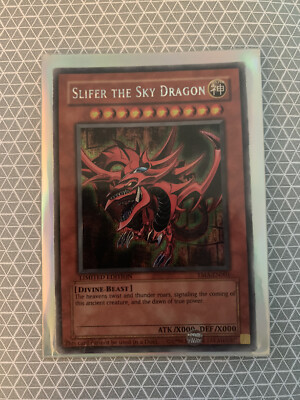 SLIFER THE SKY DRAGON
神
LIMITED EDITION
[DIVINE-BEAST]
The heavens twist and thunder roars, signaling the coming of
this ancient creature, and the dawn of true power.
ATK/X000 DEF/X000